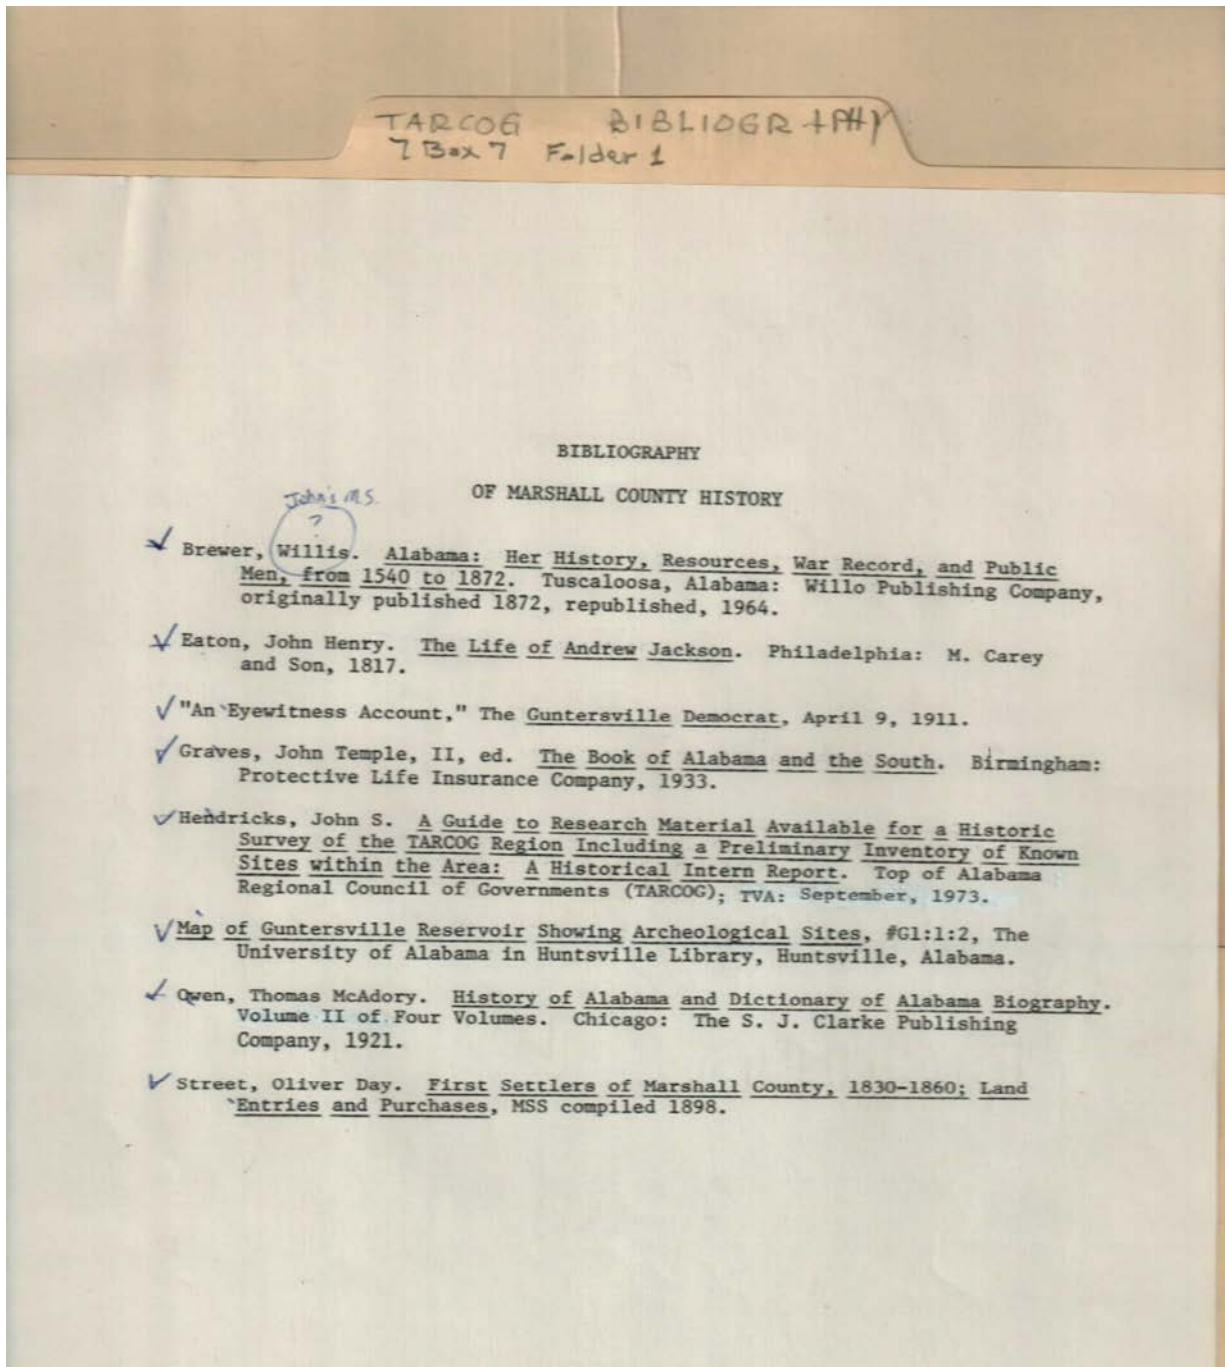 TARCOG BIBLIOGRAPHY
7 Box 7 Folder 1
BIBLIOGRAPHY
OF MARSHALL COUNTY HISTORY
John's MS.
?
Brewer, Willis. Alabama: Her History, Resources, War Record, and Public
Men, from 1540 to 1872. Tuscaloosa, Alabama: Willo Publishing Company,
originally published 1872, republished, 1964.
Eaton, John Henry. The Life of Andrew Jackson. Philadelphia: M. Carey
and Son, 1817.
"An Eyewitness Account," The Guntersville Democrat, April 9, 1911.
Graves, John Temple, II, ed. The Book of Alabama and the South. Birmingham:
Protective Life Insurance Company, 1933.
Hendricks, John S. A Guide to Research Material Available for a Historic
Survey of the TARCOG Region Including a Preliminary Inventory of Known
Sites within the Area: A Historical Intern Report. Top of Alabama
Regional Council of Governments (TARCOG); TVA: September, 1973.
Map of Guntersville Reservoir Showing Archeological Sites, #G1:1:2, The
University of Alabama in Huntsville Library, Huntsville, Alabama.
Owen, Thomas McAdory. History of Alabama and Dictionary of Alabama Biography.
Volume II of Four Volumes. Chicago: The S. J. Clarke Publishing
Company, 1921.
Street, Oliver Day. First Settlers of Marshall County, 1830-1860; Land
Entries and Purchases, MSS compiled 1898.